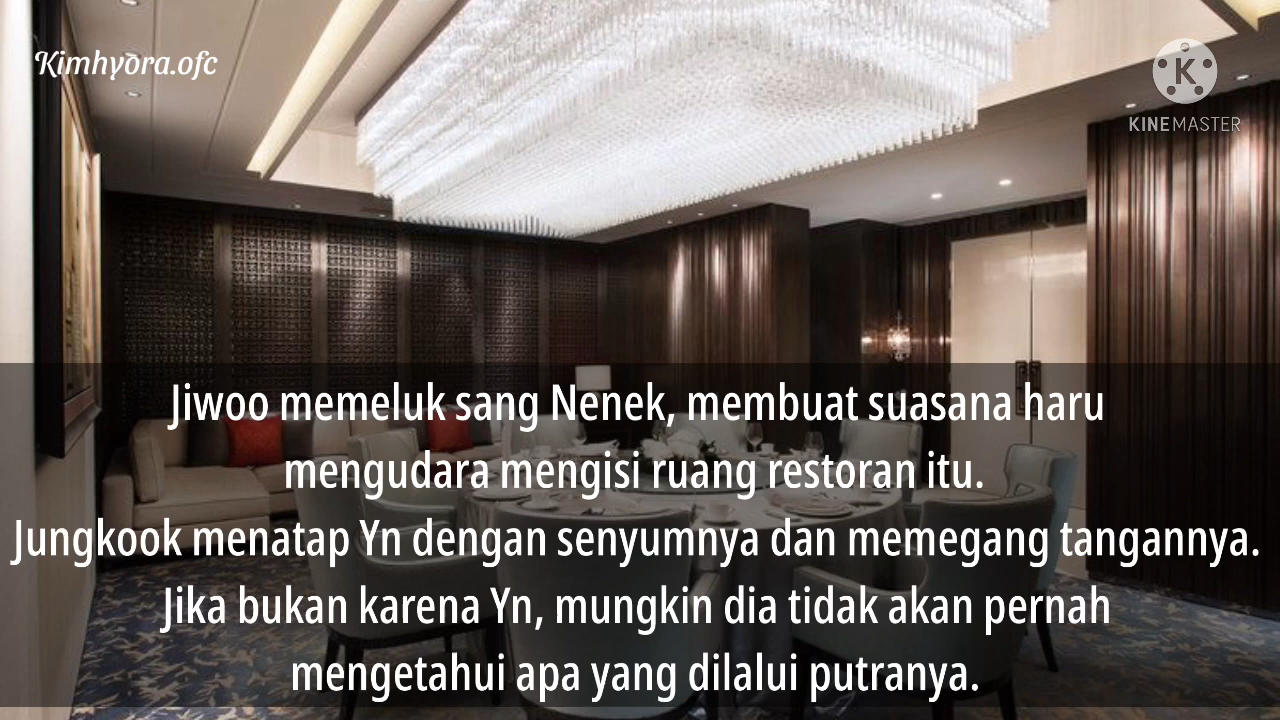 Kimhyora.ofc
K
KINEMASTER
Jiwoo memeluk sang Nenek, membuat suasana haru
mengudara mengisi ruang restoran itu.
Jungkook menatap Yn dengan senyumnya dan memegang tangannya.
Jika bukan karena Yn, mungkin dia tidak akan pernah
mengetahui apa yang dilalui putranya.